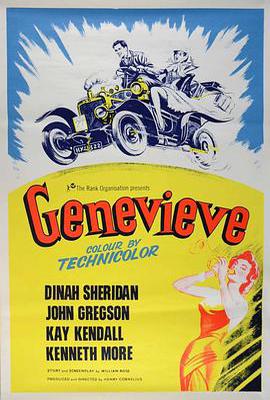 The Rank Organisation presents
Genevieve
COLOUR BY
TECHNICOLOR
DINAH SHERIDAN
JOHN GREGSON
KAY KENDALL
KENNETH MORE
STORY AND SCREENPLAY BY WILLIAM ROSE
PRODUCED AND DIRECTED BY HENRY CORNELIUS